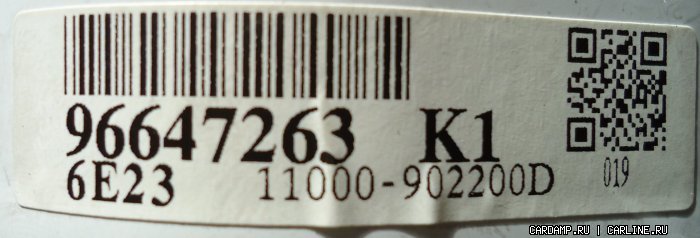 96647263 K1
6E23 11000-902200D
019
CARDAMP.RU | CARLINE.RU